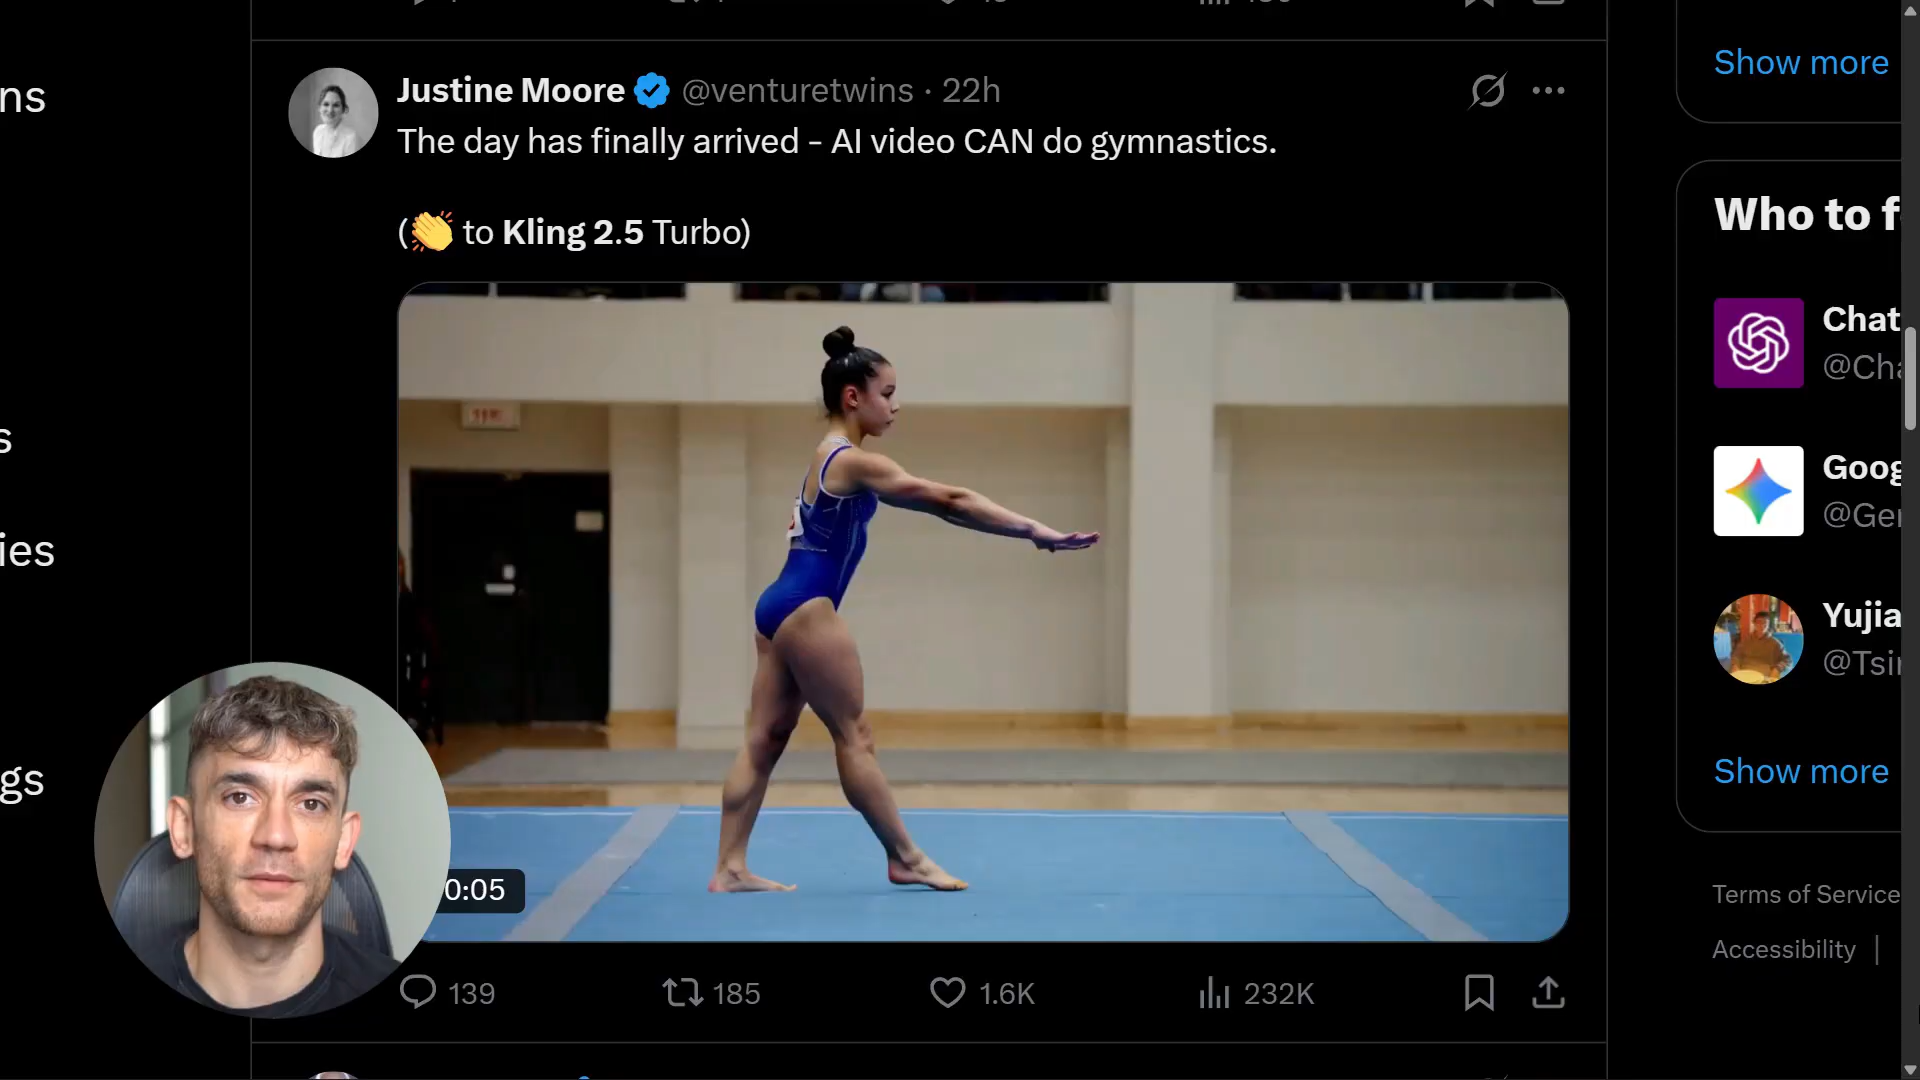 Show more
ns
Justine Moore @venturetwins · 22h
The day has finally arrived - AI video CAN do gymnastics.
(👏 to Kling 2.5 Turbo)
Who to f
Chat
@Cha
Goog
@Ger
s
ies
Yujia
@Tsi
gs
Show more
0:05
Terms of Service
Accessibility |
139 185 1.6K 232K